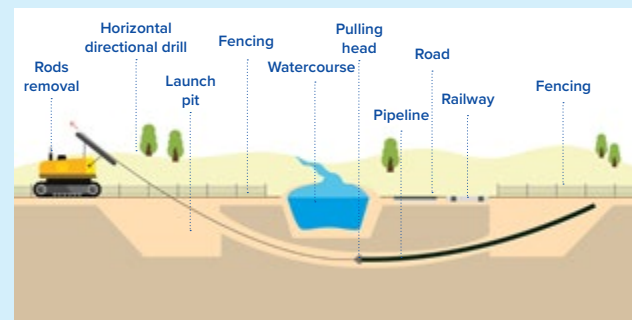 Rods
removal
Horizontal
directional drill
Launch
pit
Fencing
Watercourse
Pulling
head
Pipeline
Road
Railway
Fencing